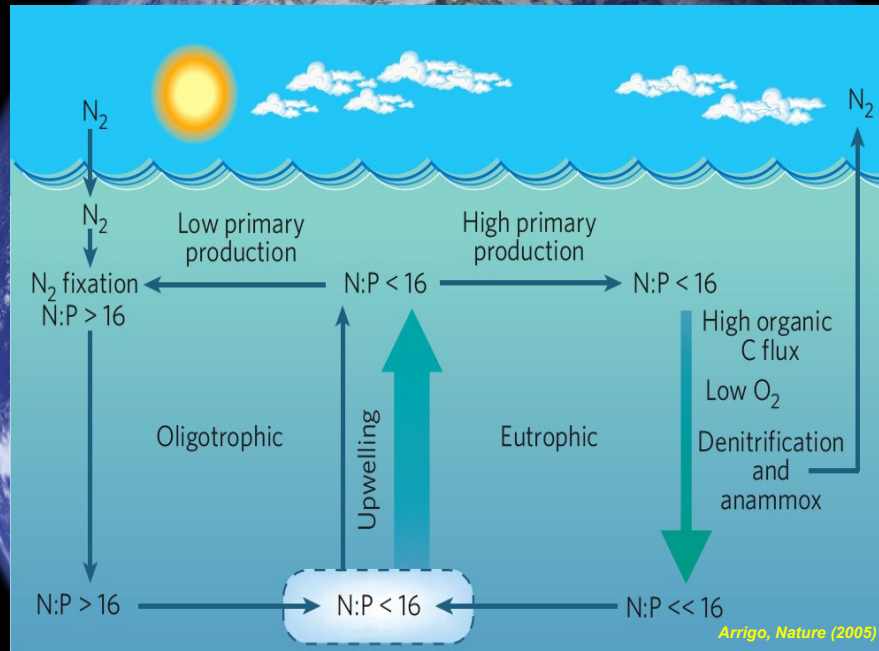 N₂
N₂
N₂
Low primary
production
High primary
production
N₂ fixation
N:P > 16
N:P < 16
N:P < 16
High organic
C flux
Low O₂
Oligotrophic
Upwelling
Eutrophic
Denitrification
and
anammox
N:P > 16
N:P < 16
N:P << 16
Arrigo, Nature (2005)